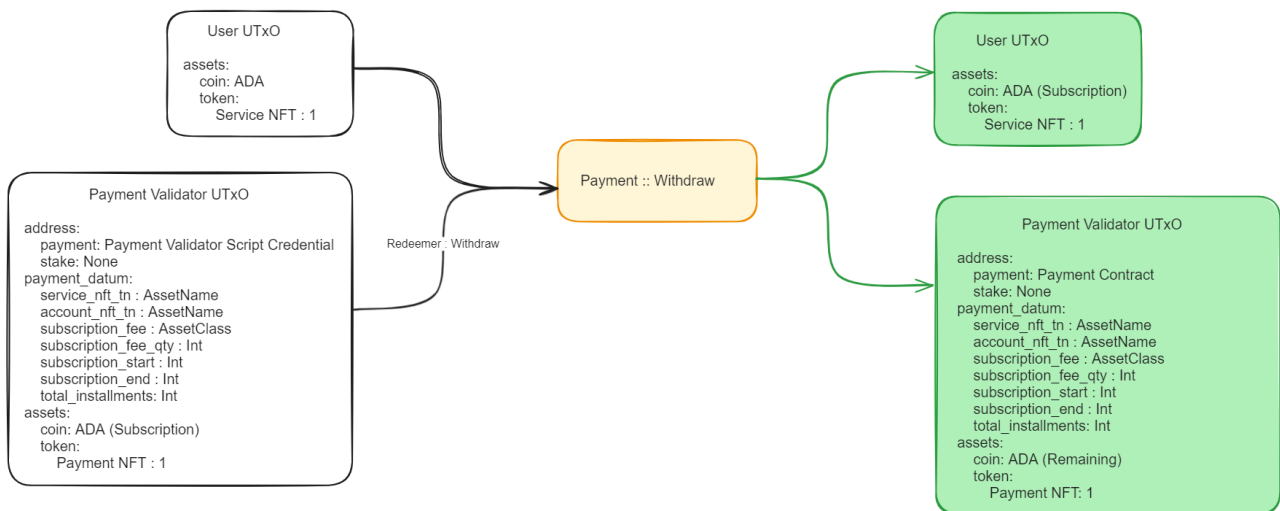 User UTxO
assets:
coin: ADA
token:
Service NFT : 1
Payment Validator UTxO
address:
payment: Payment Validator Script Credential
stake: None
payment_datum:
service_nft_tn : AssetName
account_nft_tn : AssetName
subscription_fee : AssetClass
subscription_fee_qty : Int
subscription_start : Int
subscription_end : Int
total_installments: Int
assets:
coin: ADA (Subscription)
token:
Payment NFT : 1
Redeemer : Withdraw
Payment :: Withdraw
User UTxO
assets:
coin: ADA (Subscription)
token:
Service NFT : 1
Payment Validator UTxO
address:
payment: Payment Contract
stake: None
payment_datum:
service_nft_tn : AssetName
account_nft_tn : AssetName
subscription_fee : AssetClass
subscription_fee_qty : Int
subscription_start : Int
subscription_end : Int
total_installments: Int
assets:
coin: ADA (Remaining)
token:
Payment NFT: 1